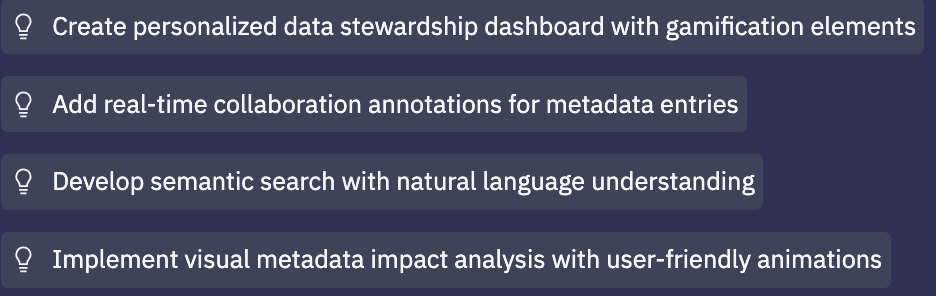 Create personalized data stewardship dashboard with gamification elements
Add real-time collaboration annotations for metadata entries
Develop semantic search with natural language understanding
Implement visual metadata impact analysis with user-friendly animations